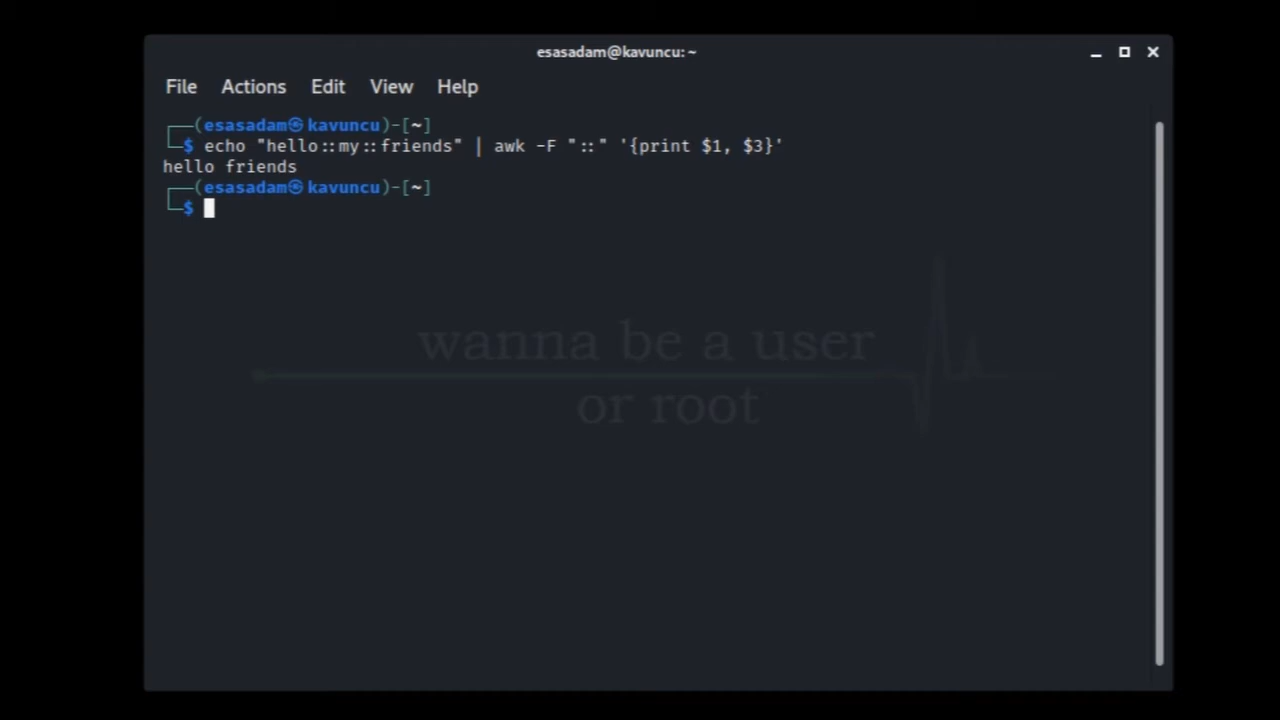 esasadam@kavuncu: ~
File Actions Edit View Help
┌──(esasadam㉿kavuncu)-[~]
└─$ echo "hello::my::friends" | awk -F "::" '{print $1, $3}'
hello friends
┌──(esasadam㉿kavuncu)-[~]
└─$
wanna be a user
or root